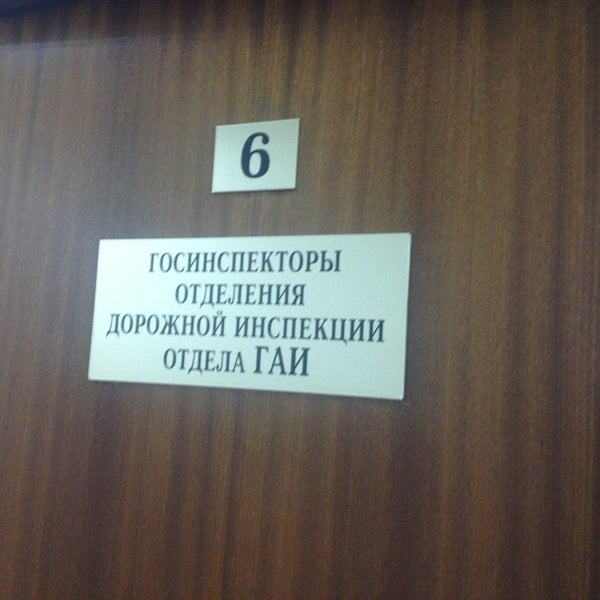 6
ГОСИНСПЕКТОРЫ
ОТДЕЛЕНИЯ
ДОРОЖНОЙ ИНСПЕКЦИИ
ОТДЕЛА ГАИ